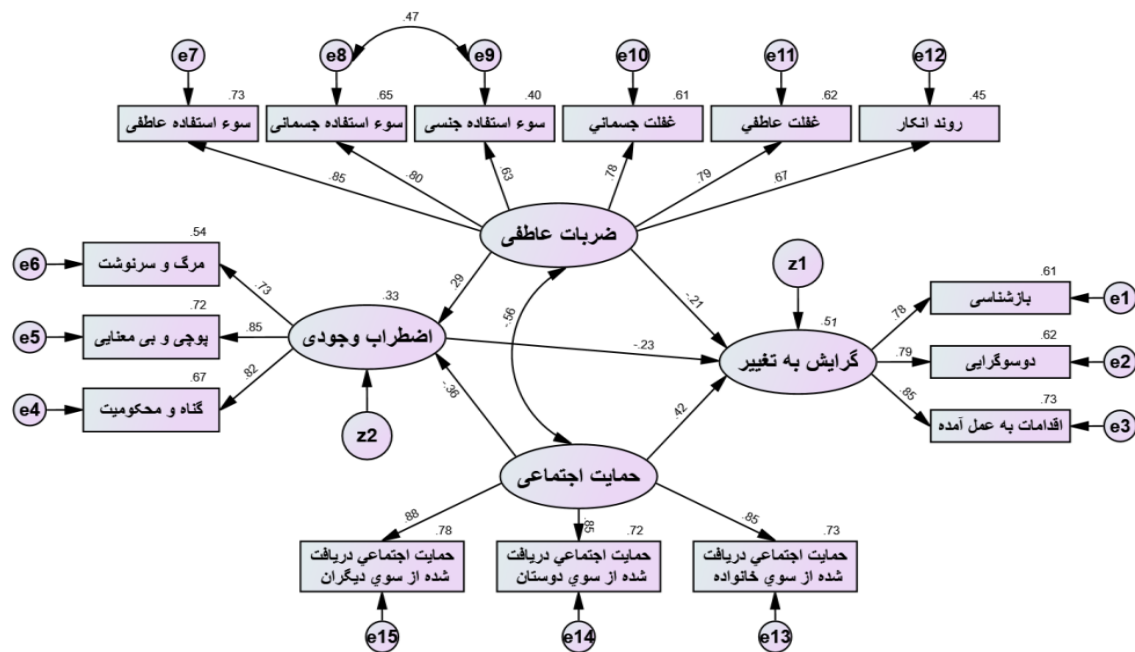 .47
e7
e8
e9
e10
e11
e12
.73
.65
.40
.61
.62
.45
سوء استفاده عاطفی
سوء استفاده جسمانی
سوء استفاده جنسی
غفلت جسماني
غفلت عاطفي
روند انکار
.85
.80
.63
.78
.79
.67
ضربات عاطفی
e6
.54
مرگ و سرنوشت
.73
e5
.72
پوچی و بی معنایی
.85
e4
.67
گناه و محکومیت
.82
.33
اضطراب وجودی
z2
.29
-.56
-.21
-.23
-.36
.42
z1
.51
گرایش به تغییر
.78
.61
بازشناسی
e1
.79
.62
دوسوگرایی
e2
.85
.73
اقدامات به عمل آمده
e3
حمایت اجتماعی
.88
.85
.85
.78
.72
.73
حمایت اجتماعي دریافت
شده از سوي دیگران
حمایت اجتماعي دریافت
شده از سوي دوستان
حمایت اجتماعي دریافت
شده از سوي خانواده
e15
e14
e13